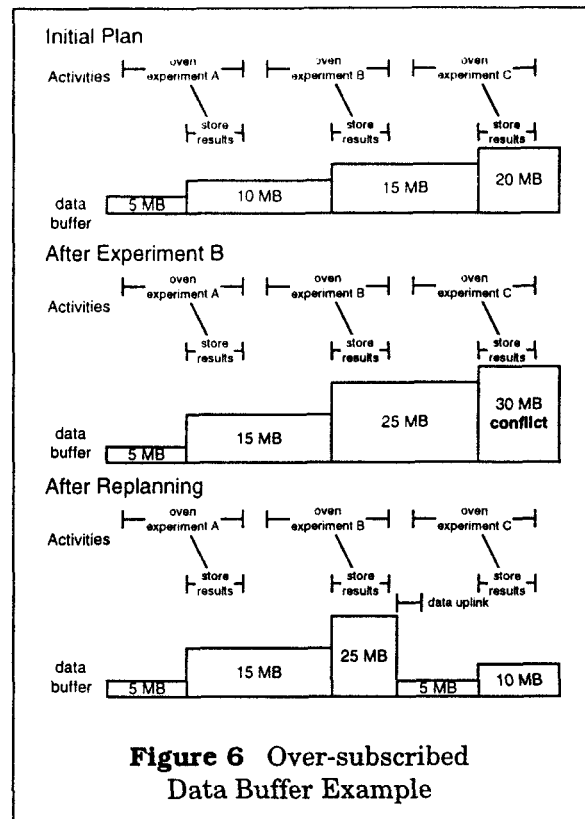 Initial Plan
Activities
oven
experiment A
oven
experiment B
oven
experiment C
store
results
store
results
store
results
data
buffer
5 MB
10 MB
15 MB
20 MB
After Experiment B
Activities
oven
experiment A
oven
experiment B
oven
experiment C
store
results
store
results
store
results
data
buffer
5 MB
15 MB
25 MB
30 MB
conflict
After Replanning
Activities
oven
experiment A
oven
experiment B
oven
experiment C
store
results
store
results
store
results
data uplink
data
buffer
5 MB
15 MB
25 MB
5 MB
10 MB
Figure 6 Over-subscribed
Data Buffer Example